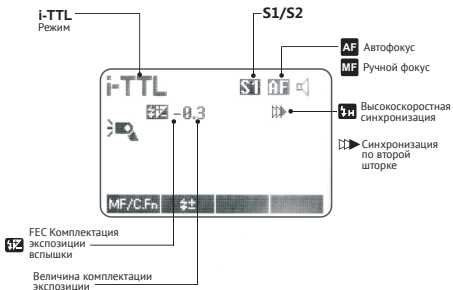 i-TTL
Режим
S1/S2
AF Автофокус
MF Ручной фокус
i-TTL
S1 AF
-0.3
H Высокоскоростная
синхронизация
Синхронизация
по второй
шторке
MF/C.Fn ±
FEC Комплектация
экспозиции
вспышки
Величина комплектации
экспозиции